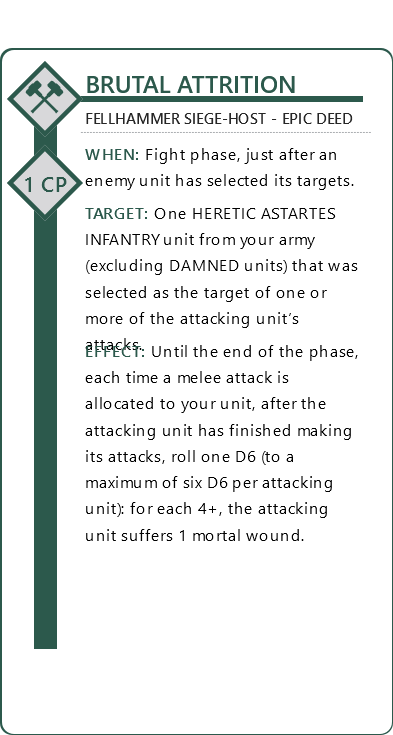 BRUTAL ATTRITION
FELLHAMMER SIEGE-HOST - EPIC DEED
1 CP
WHEN: Fight phase, just after an
enemy unit has selected its targets.
TARGET: One HERETIC ASTARTES
INFANTRY unit from your army
(excluding DAMNED units) that was
selected as the target of one or
more of the attacking unit’s
attacks.
EFFECT: Until the end of the phase,
each time a melee attack is
allocated to your unit, after the
attacking unit has finished making
its attacks, roll one D6 (to a
maximum of six D6 per attacking
unit): for each 4+, the attacking
unit suffers 1 mortal wound.